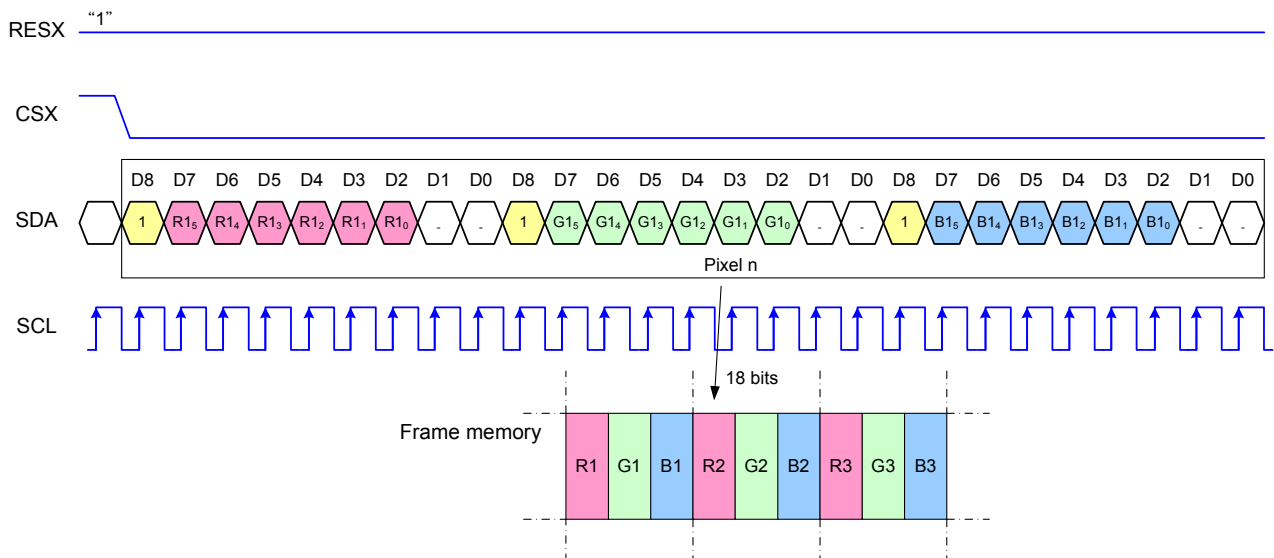 RESX “1”
CSX
D8 D7 D6 D5 D4 D3 D2 D1 D0 D8 D7 D6 D5 D4 D3 D2 D1 D0 D8 D7 D6 D5 D4 D3 D2 D1 D0
SDA 1 R1₅ R1₄ R1₃ R1₂ R1₁ R1₀ - - 1 G1₅ G1₄ G1₃ G1₂ G1₁ G1₀ - - 1 B1₅ B1₄ B1₃ B1₂ B1₁ B1₀ - -
Pixel n
SCL
18 bits
Frame memory
R1 G1 B1 R2 G2 B2 R3 G3 B3